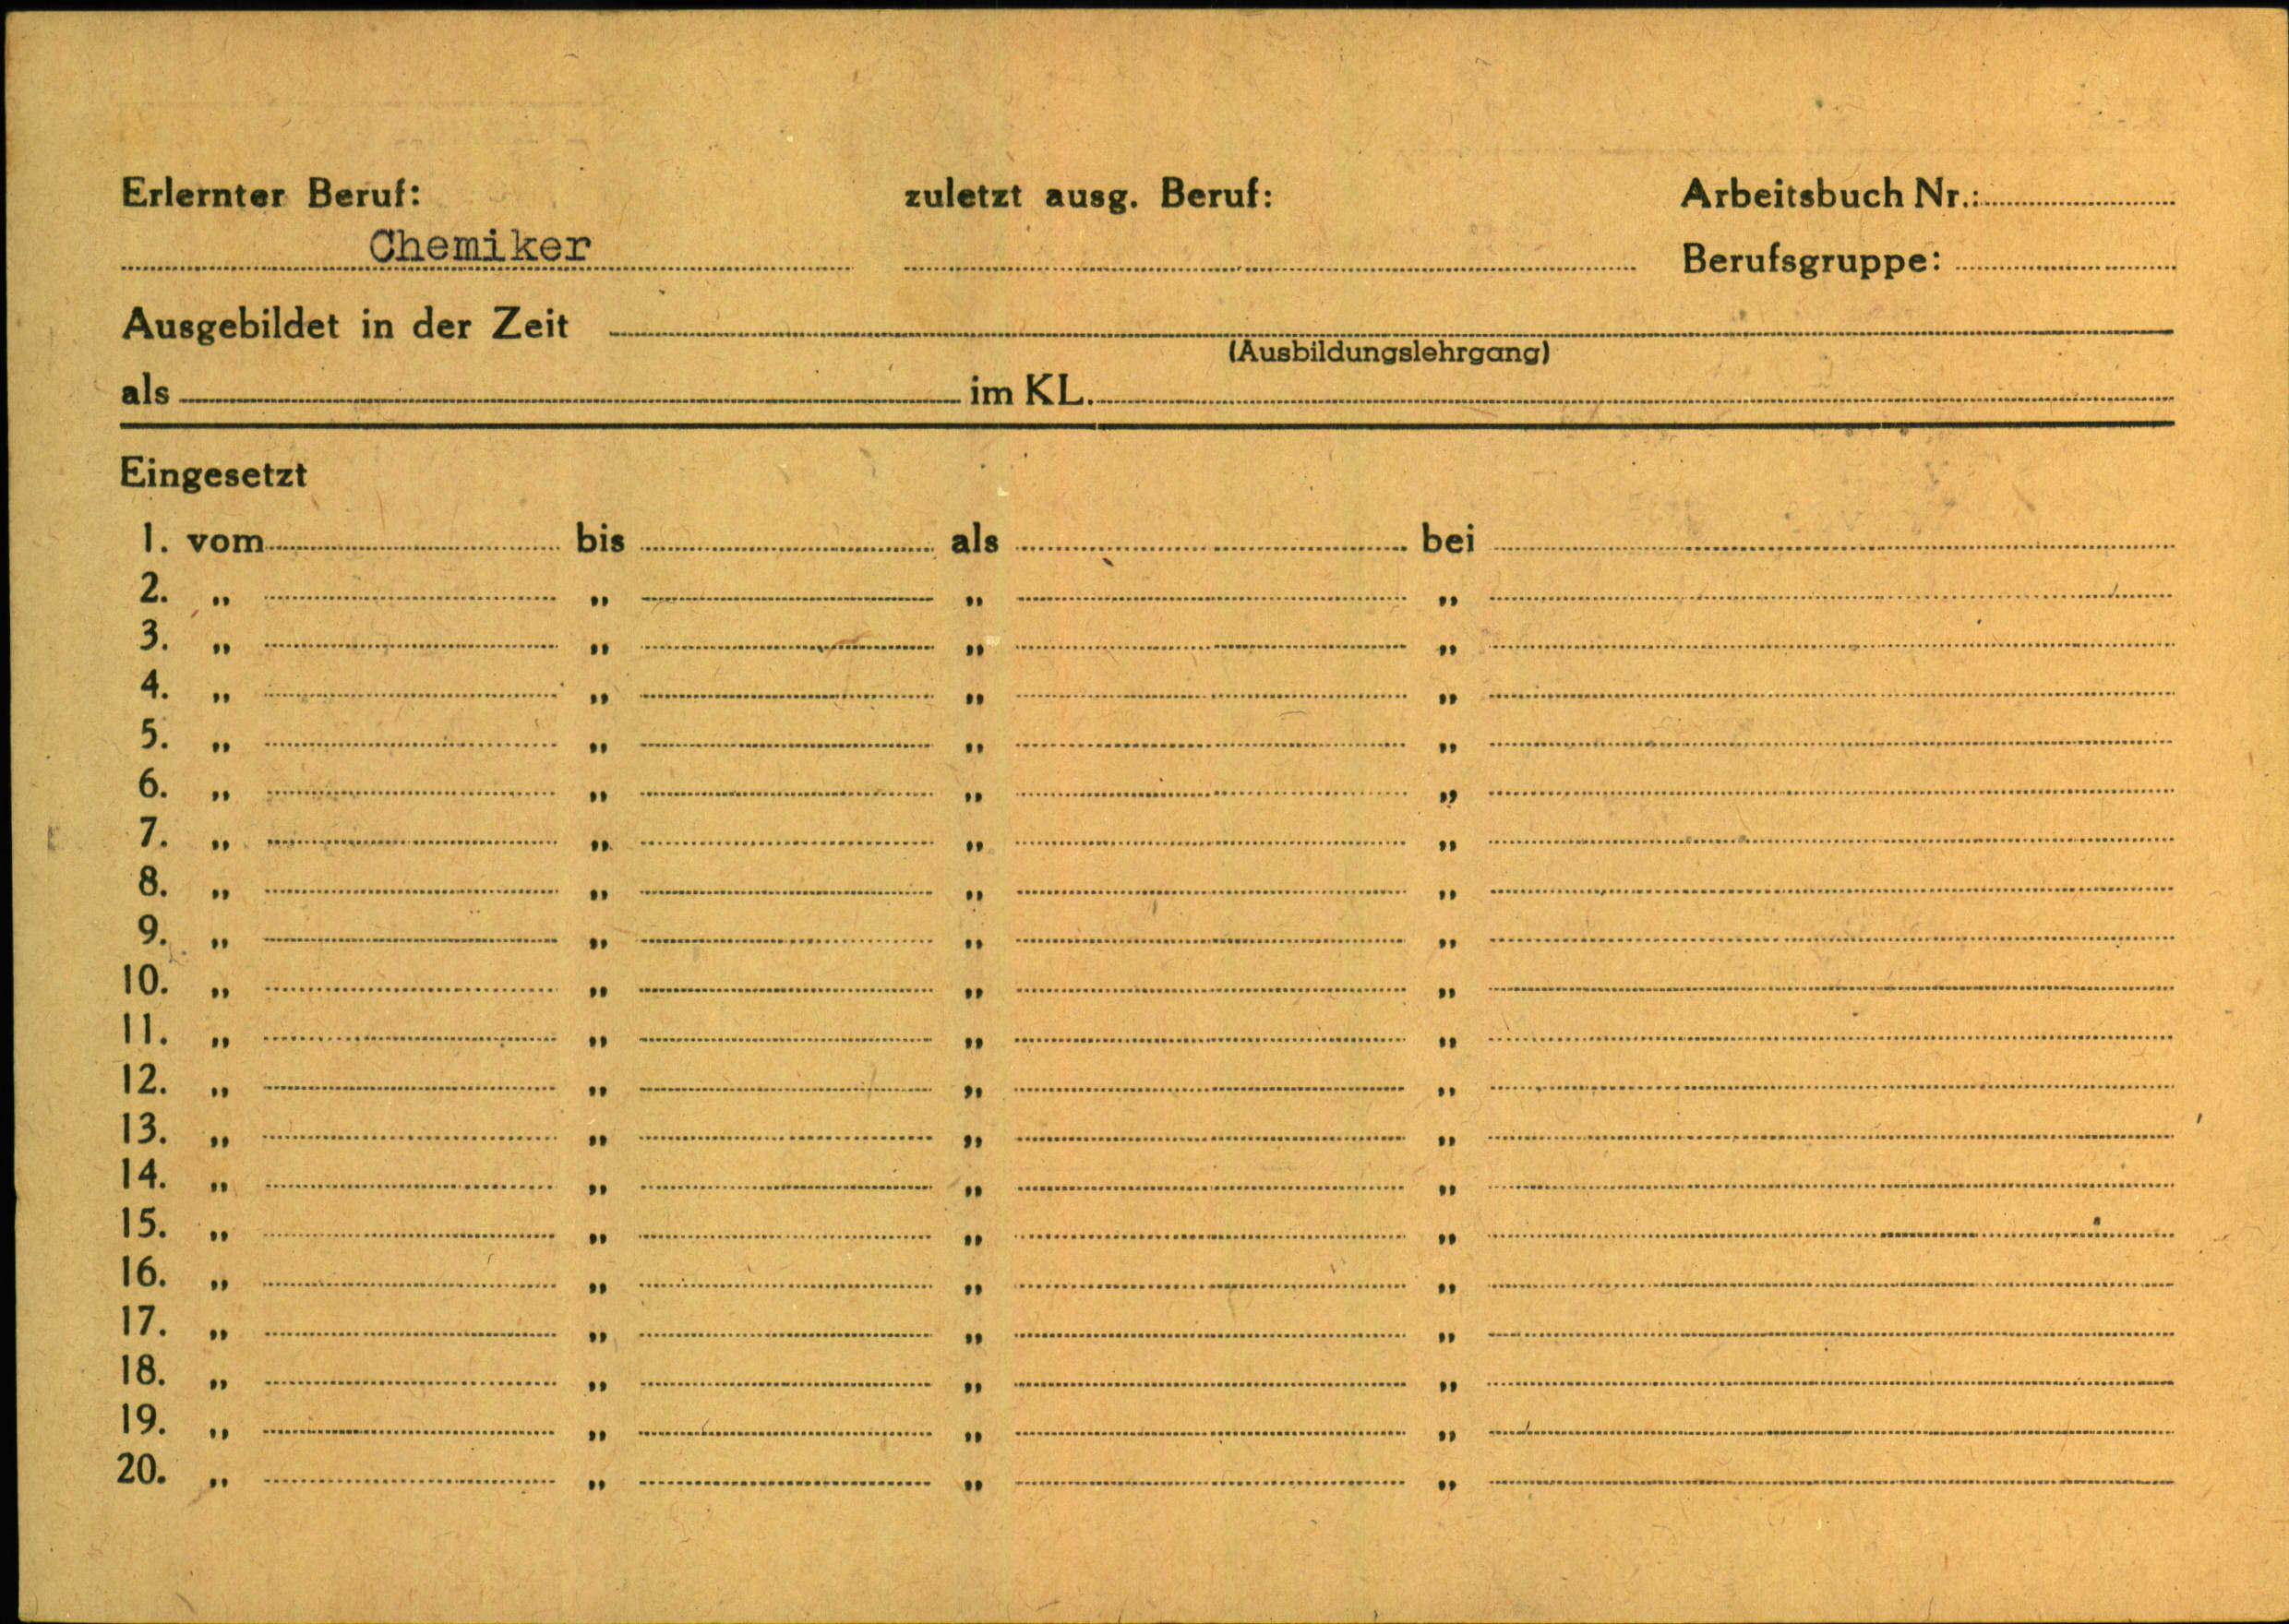 Erlernter Beruf: zuletzt ausg. Beruf: Arbeitsbuch Nr.:
Chemiker Berufsgruppe:
Ausgebildet in der Zeit
(Ausbildungslehrgang)
als im KL.
Eingesetzt
1. vom bis als bei
2. „ „ „ „
3. „ „ „ „
4. „ „ „ „
5. „ „ „ „
6. „ „ „ „
7. „ „ „ „
8. „ „ „ „
9. „ „ „ „
10. „ „ „ „
11. „ „ „ „
12. „ „ „ „
13. „ „ „ „
14. „ „ „ „
15. „ „ „ „
16. „ „ „ „
17. „ „ „ „
18. „ „ „ „
19. „ „ „ „
20. „ „ „ „